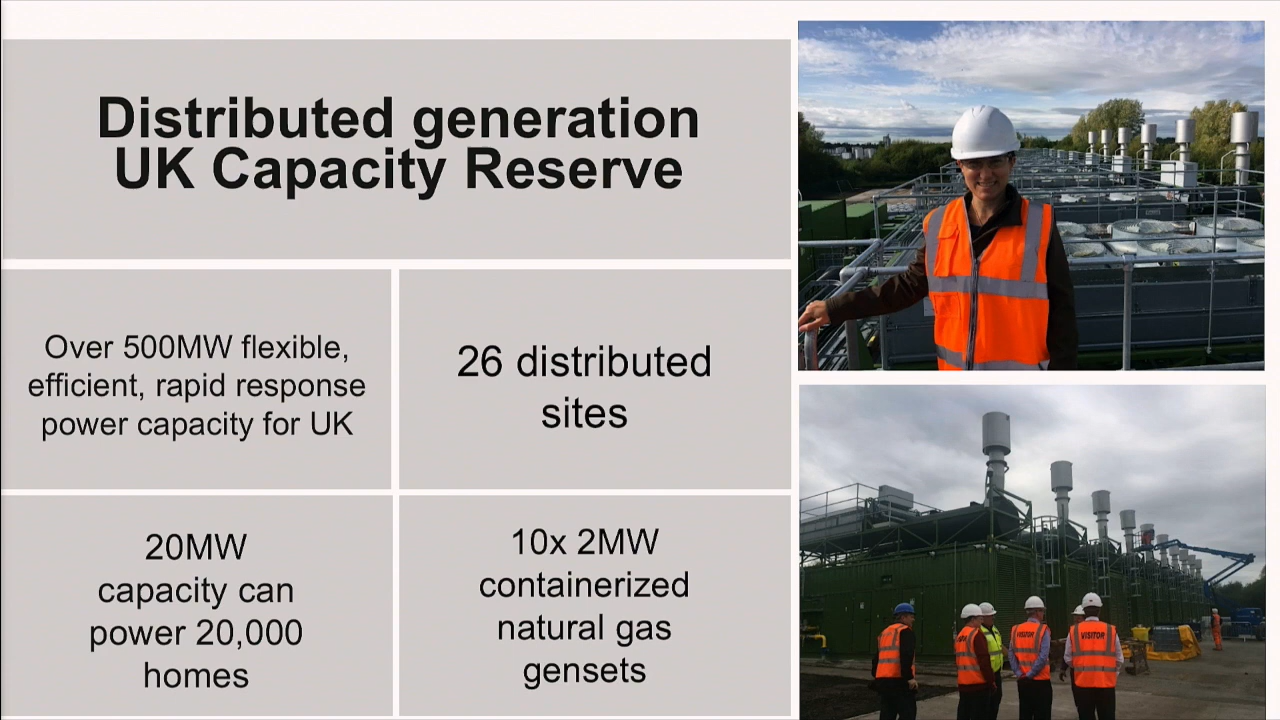 Distributed generation
UK Capacity Reserve
Over 500MW flexible,
efficient, rapid response
power capacity for UK
26 distributed
sites
20MW
capacity can
power 20,000
homes
10x 2MW
containerized
natural gas
gensets
VISITOR
VISITOR